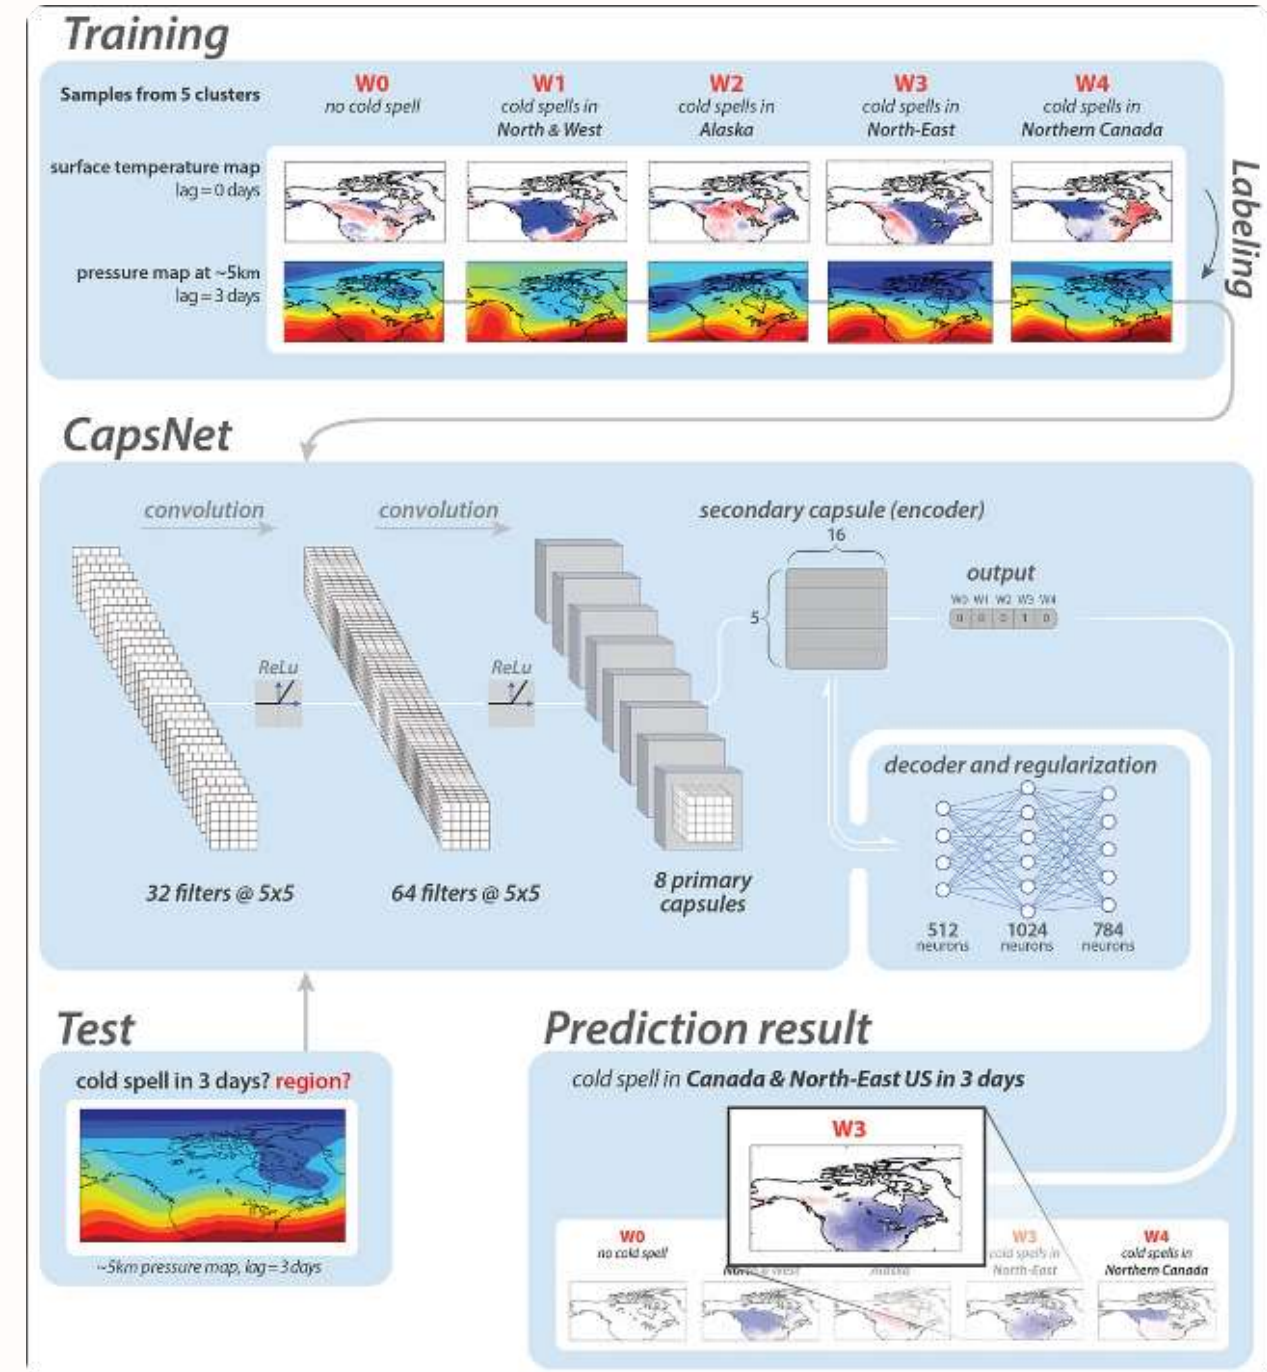 Training
Samples from 5 clusters
W0
no cold spell
W1
cold spells in
North & West
W2
cold spells in
Alaska
W3
cold spells in
North-East
W4
cold spells in
Northern Canada
surface temperature map
lag = 0 days
pressure map at ~5km
lag = 3 days
Labeling
CapsNet
convolution
convolution
secondary capsule (encoder)
16
5
output
W0 W1 W2 W3 W4
0 0 0 1 0
ReLu
ReLu
32 filters @ 5x5
64 filters @ 5x5
8 primary
capsules
decoder and regularization
512
neurons
1024
neurons
784
neurons
Test
cold spell in 3 days? region?
~5km pressure map, lag = 3 days
Prediction result
cold spell in Canada & North-East US in 3 days
W3
W0
no cold spell
North & West
Alaska
W3
cold spells in
North-East
W4
cold spells in
Northern Canada